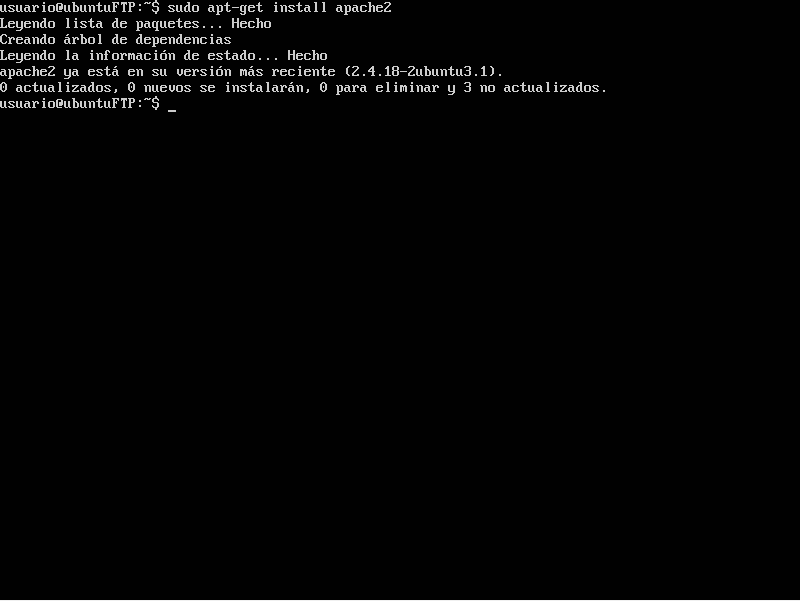 usuario@ubuntuFTP:~$ sudo apt-get install apache2
Leyendo lista de paquetes... Hecho
Creando árbol de dependencias
Leyendo la información de estado... Hecho
apache2 ya está en su versión más reciente (2.4.18-2ubuntu3.1).
0 actualizados, 0 nuevos se instalarán, 0 para eliminar y 3 no actualizados.
usuario@ubuntuFTP:~$ _